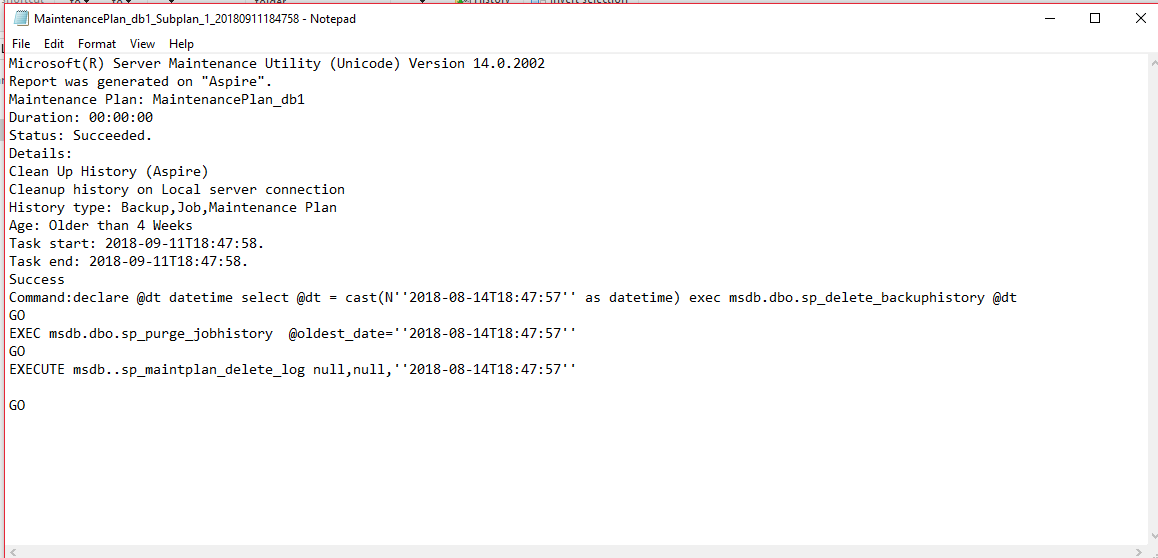 MaintenancePlan_db1_Subplan_1_20180911184758 - Notepad
File Edit Format View Help
Microsoft(R) Server Maintenance Utility (Unicode) Version 14.0.2002
Report was generated on "Aspire".
Maintenance Plan: MaintenancePlan_db1
Duration: 00:00:00
Status: Succeeded.
Details:
Clean Up History (Aspire)
Cleanup history on Local server connection
History type: Backup,Job,Maintenance Plan
Age: Older than 4 Weeks
Task start: 2018-09-11T18:47:58.
Task end: 2018-09-11T18:47:58.
Success
Command:declare @dt datetime select @dt = cast(N''2018-08-14T18:47:57'' as datetime) exec msdb.dbo.sp_delete_backuphistory @dt
GO
EXEC msdb.dbo.sp_purge_jobhistory  @oldest_date=''2018-08-14T18:47:57''
GO
EXECUTE msdb..sp_maintplan_delete_log null,null,''2018-08-14T18:47:57''
GO